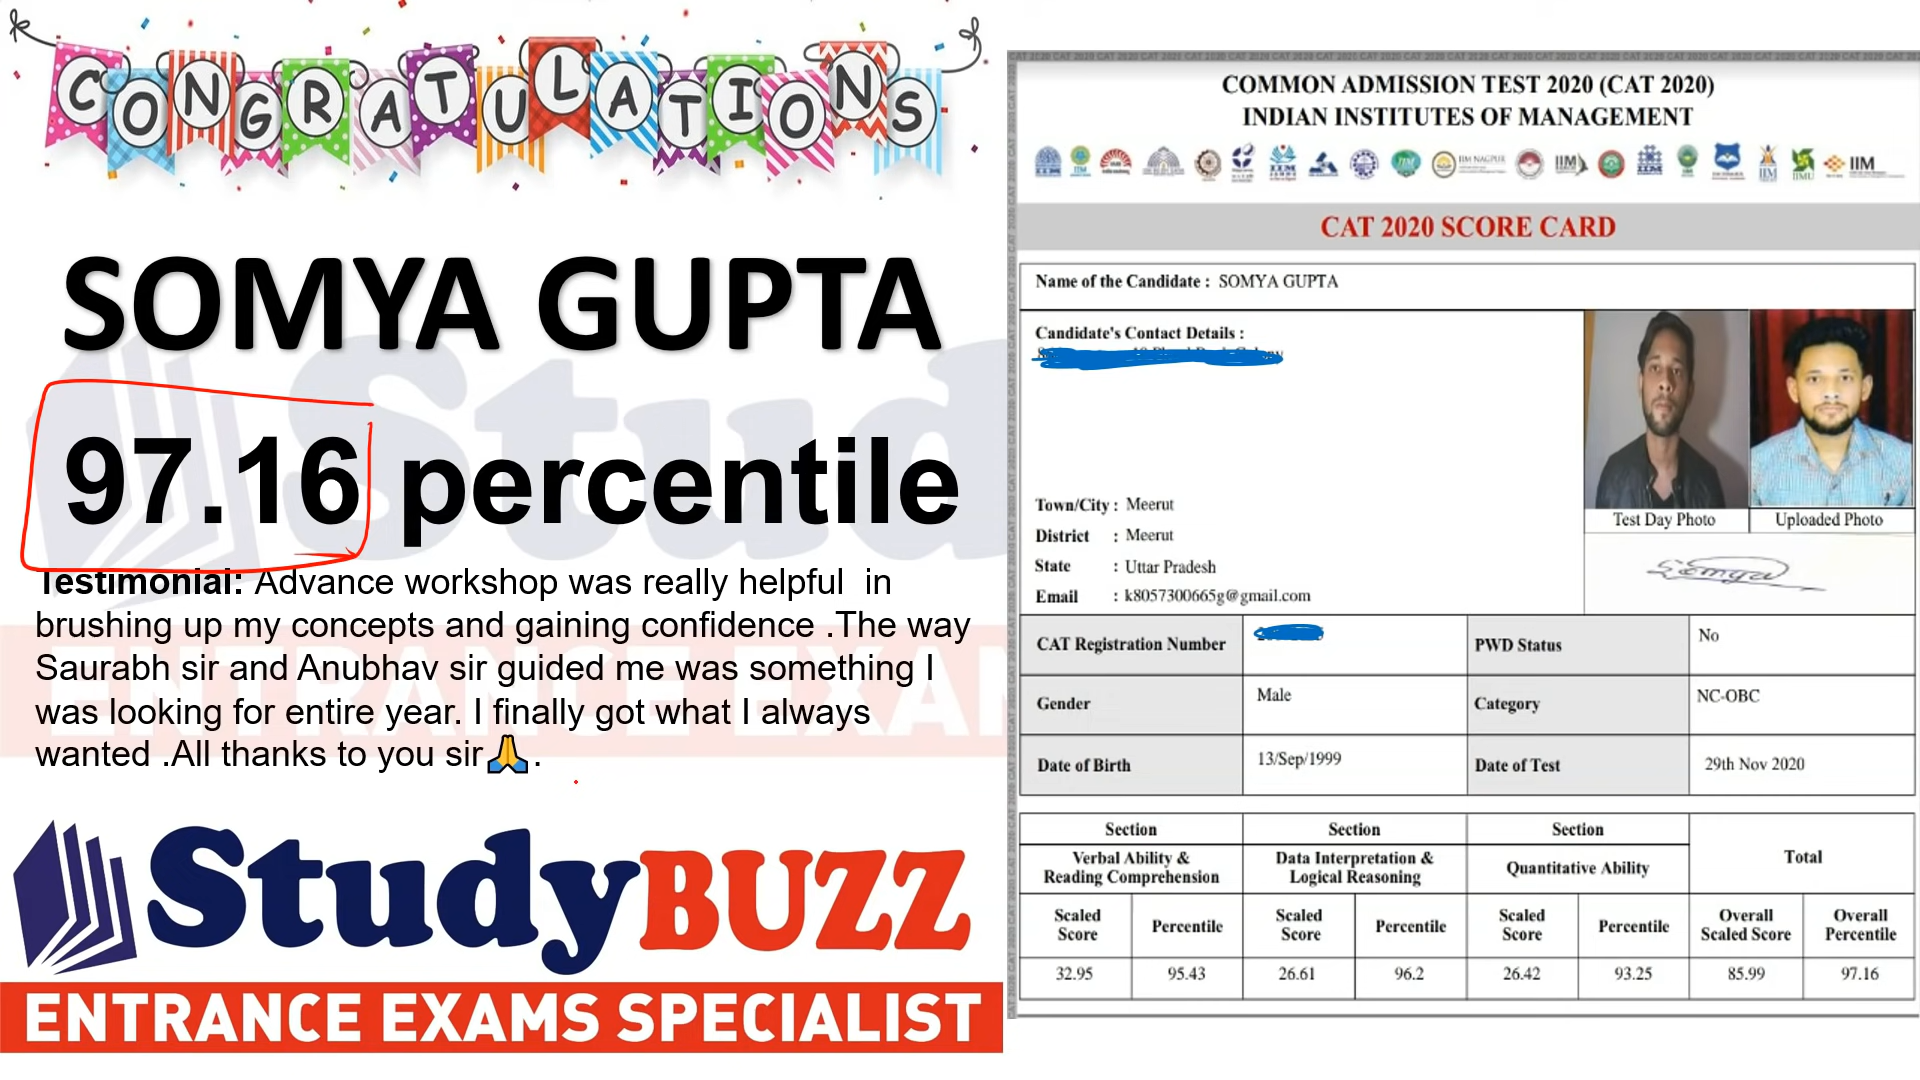 CONGRATULATIONS
SOMYA GUPTA
97.16 percentile
Testimonial: Advance workshop was really helpful in
brushing up my concepts and gaining confidence .The way
Saurabh sir and Anubhav sir guided me was something I
was looking for entire year. I finally got what I always
wanted .All thanks to you sir🙏.
StudyBUZZ
ENTRANCE EXAMS SPECIALIST
COMMON ADMISSION TEST 2020 (CAT 2020)
INDIAN INSTITUTES OF MANAGEMENT
CAT 2020 SCORE CARD
Name of the Candidate : SOMYA GUPTA
Candidate's Contact Details :
Town/City : Meerut
District : Meerut
State : Uttar Pradesh
Email : k8057300665g@gmail.com
Test Day Photo Uploaded Photo
Somya
CAT Registration Number PWD Status No
Gender Male Category NC-OBC
Date of Birth 13/Sep/1999 Date of Test 29th Nov 2020
Section Section Section
Verbal Ability & Data Interpretation & Quantitative Ability Total
Reading Comprehension Logical Reasoning
Scaled Percentile Scaled Percentile Scaled Percentile Overall Overall
Score Score Score Scaled Score Percentile
32.95 95.43 26.61 96.2 26.42 93.25 85.99 97.16